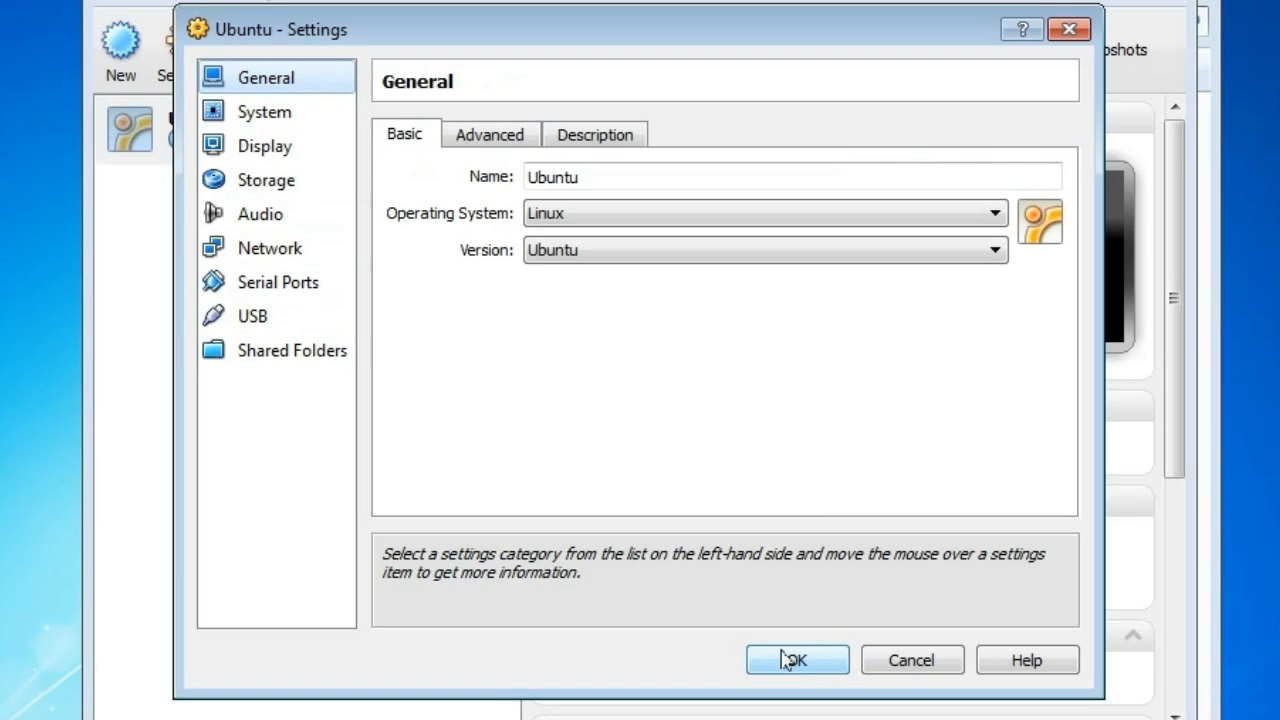 Ubuntu - Settings
?
New
pshots
General
System
Display
Storage
Audio
Network
Serial Ports
USB
Shared Folders
General
Basic
Advanced
Description
Name: Ubuntu
Operating System: Linux
Version: Ubuntu
Select a settings category from the list on the left-hand side and move the mouse over a settings
item to get more information.
OK
Cancel
Help